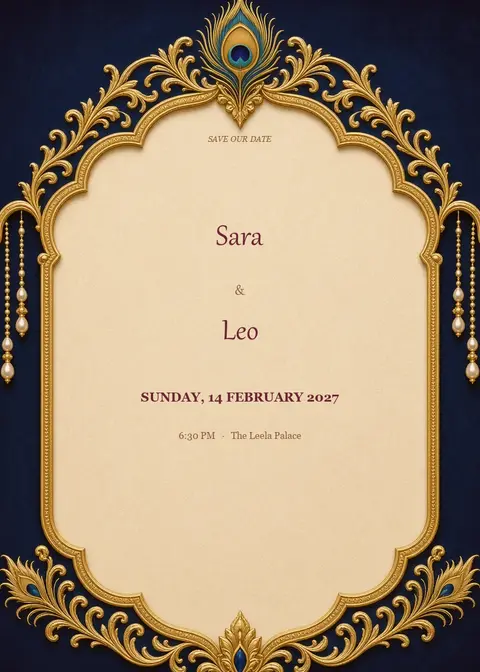 SAVE OUR DATE
Sara
&
Leo
SUNDAY, 14 FEBRUARY 2027
6:30 PM · The Leela Palace